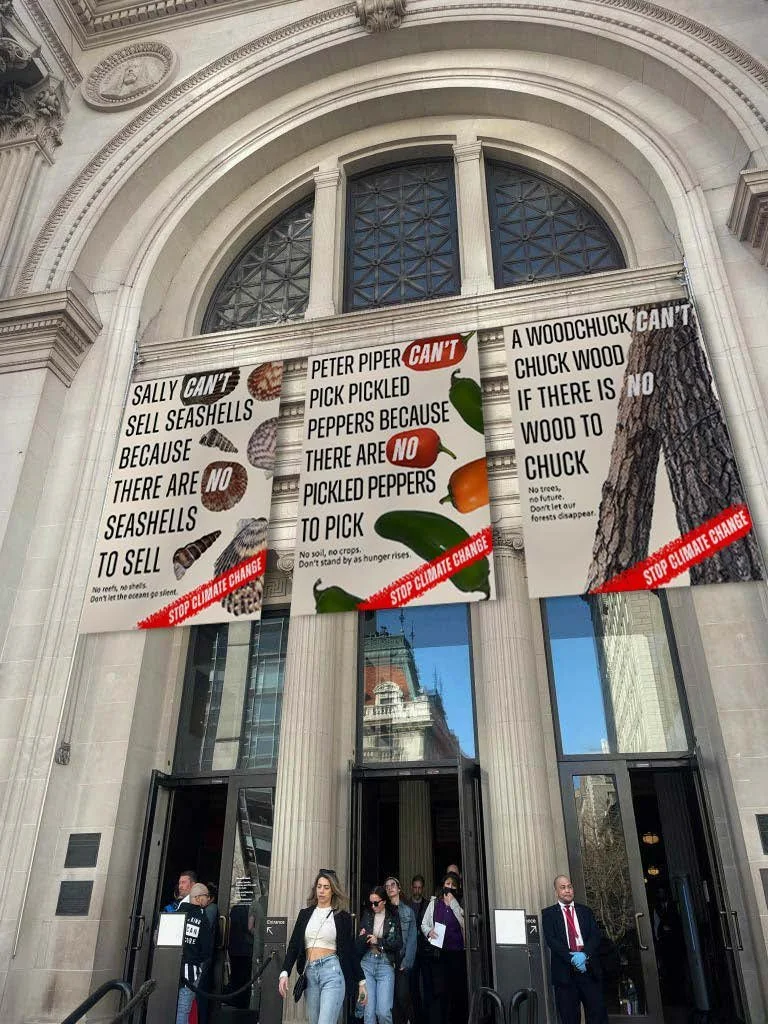 SALLY CAN'T
SELL SEASHELLS
BECAUSE
THERE ARE NO
SEASHELLS
TO SELL
No reefs, no shells.
Don't let the oceans go silent.
STOP CLIMATE CHANGE
PETER PIPER CAN'T
PICK PICKLED
PEPPERS BECAUSE
THERE ARE NO
PICKLED PEPPERS
TO PICK
No soil, no crops.
Don't stand by as hunger rises.
STOP CLIMATE CHANGE
A WOODCHUCK CAN'T
CHUCK WOOD
IF THERE IS NO
WOOD TO
CHUCK
No trees,
no future.
Don't let our
forests disappear.
STOP CLIMATE CHANGE
Entrance